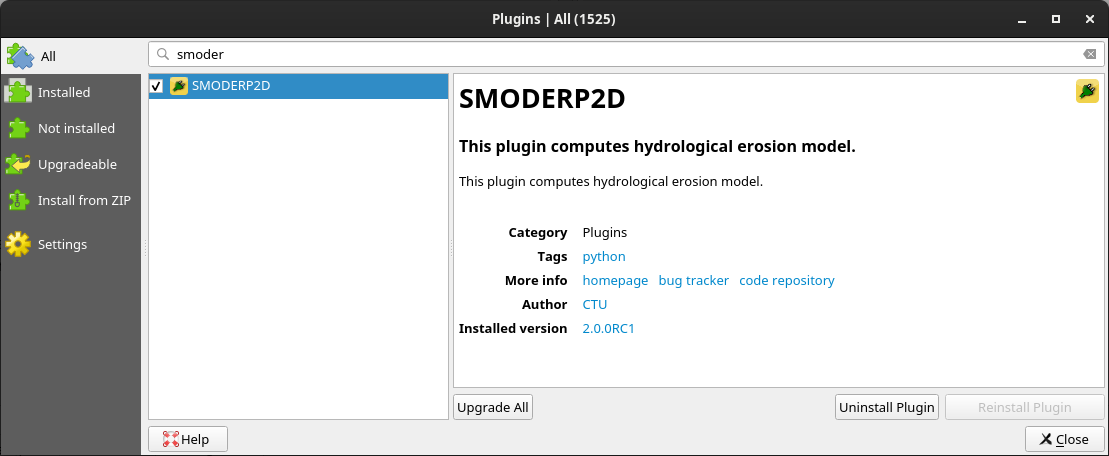 Plugins | All (1525)
All
smoder
Installed
Not installed
Upgradeable
Install from ZIP
Settings
SMODERP2D
SMODERP2D
This plugin computes hydrological erosion model.
This plugin computes hydrological erosion model.
Category Plugins
Tags python
More info homepage bug tracker code repository
Author CTU
Installed version 2.0.0RC1
Upgrade All
Uninstall Plugin
Reinstall Plugin
Help
Close